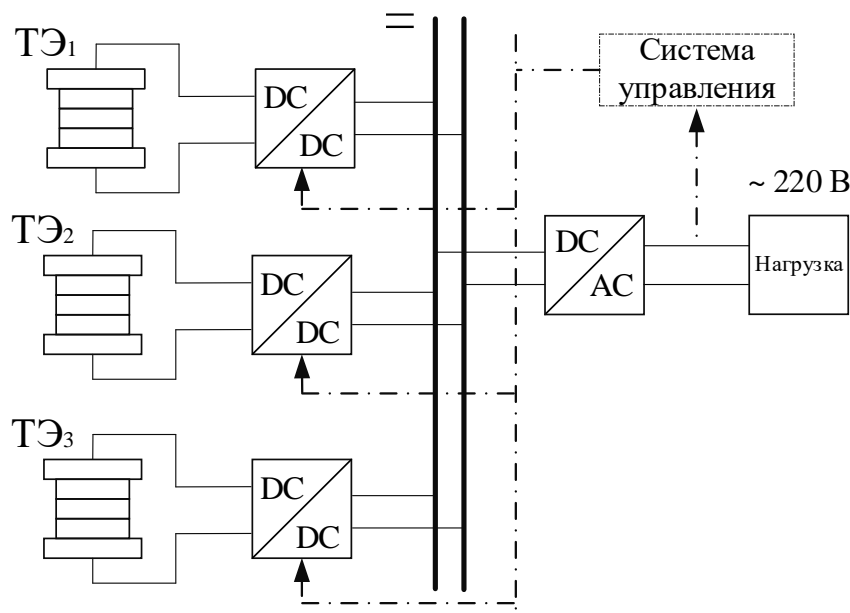 ТЭ1
DC
DC
ТЭ2
DC
DC
ТЭ3
DC
DC
=
Система
управления
~ 220 В
DC
AC
Нагрузка